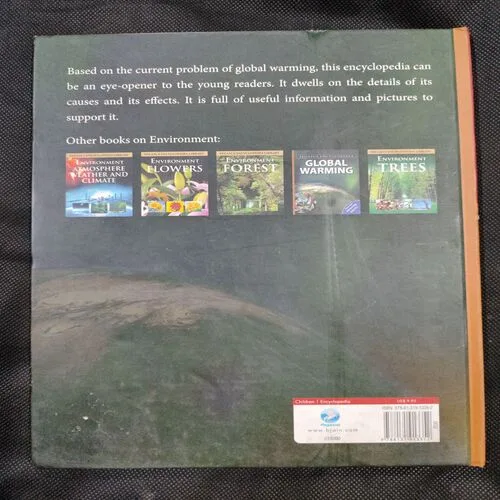 Based on the current problem of global warming, this encyclopedia can
be an eye-opener to the young readers. It dwells on the details of its
causes and its effects. It is full of useful information and pictures to
support it.
Other books on Environment:
ENVIRONMENT
ATMOSPHERE
WEATHER AND
CLIMATE
ENVIRONMENT
FLOWERS
ENVIRONMENT
FOREST
GLOBAL
WARMING
ENVIRONMENT
TREES
Children / Encyclopedia
www.bjain.com